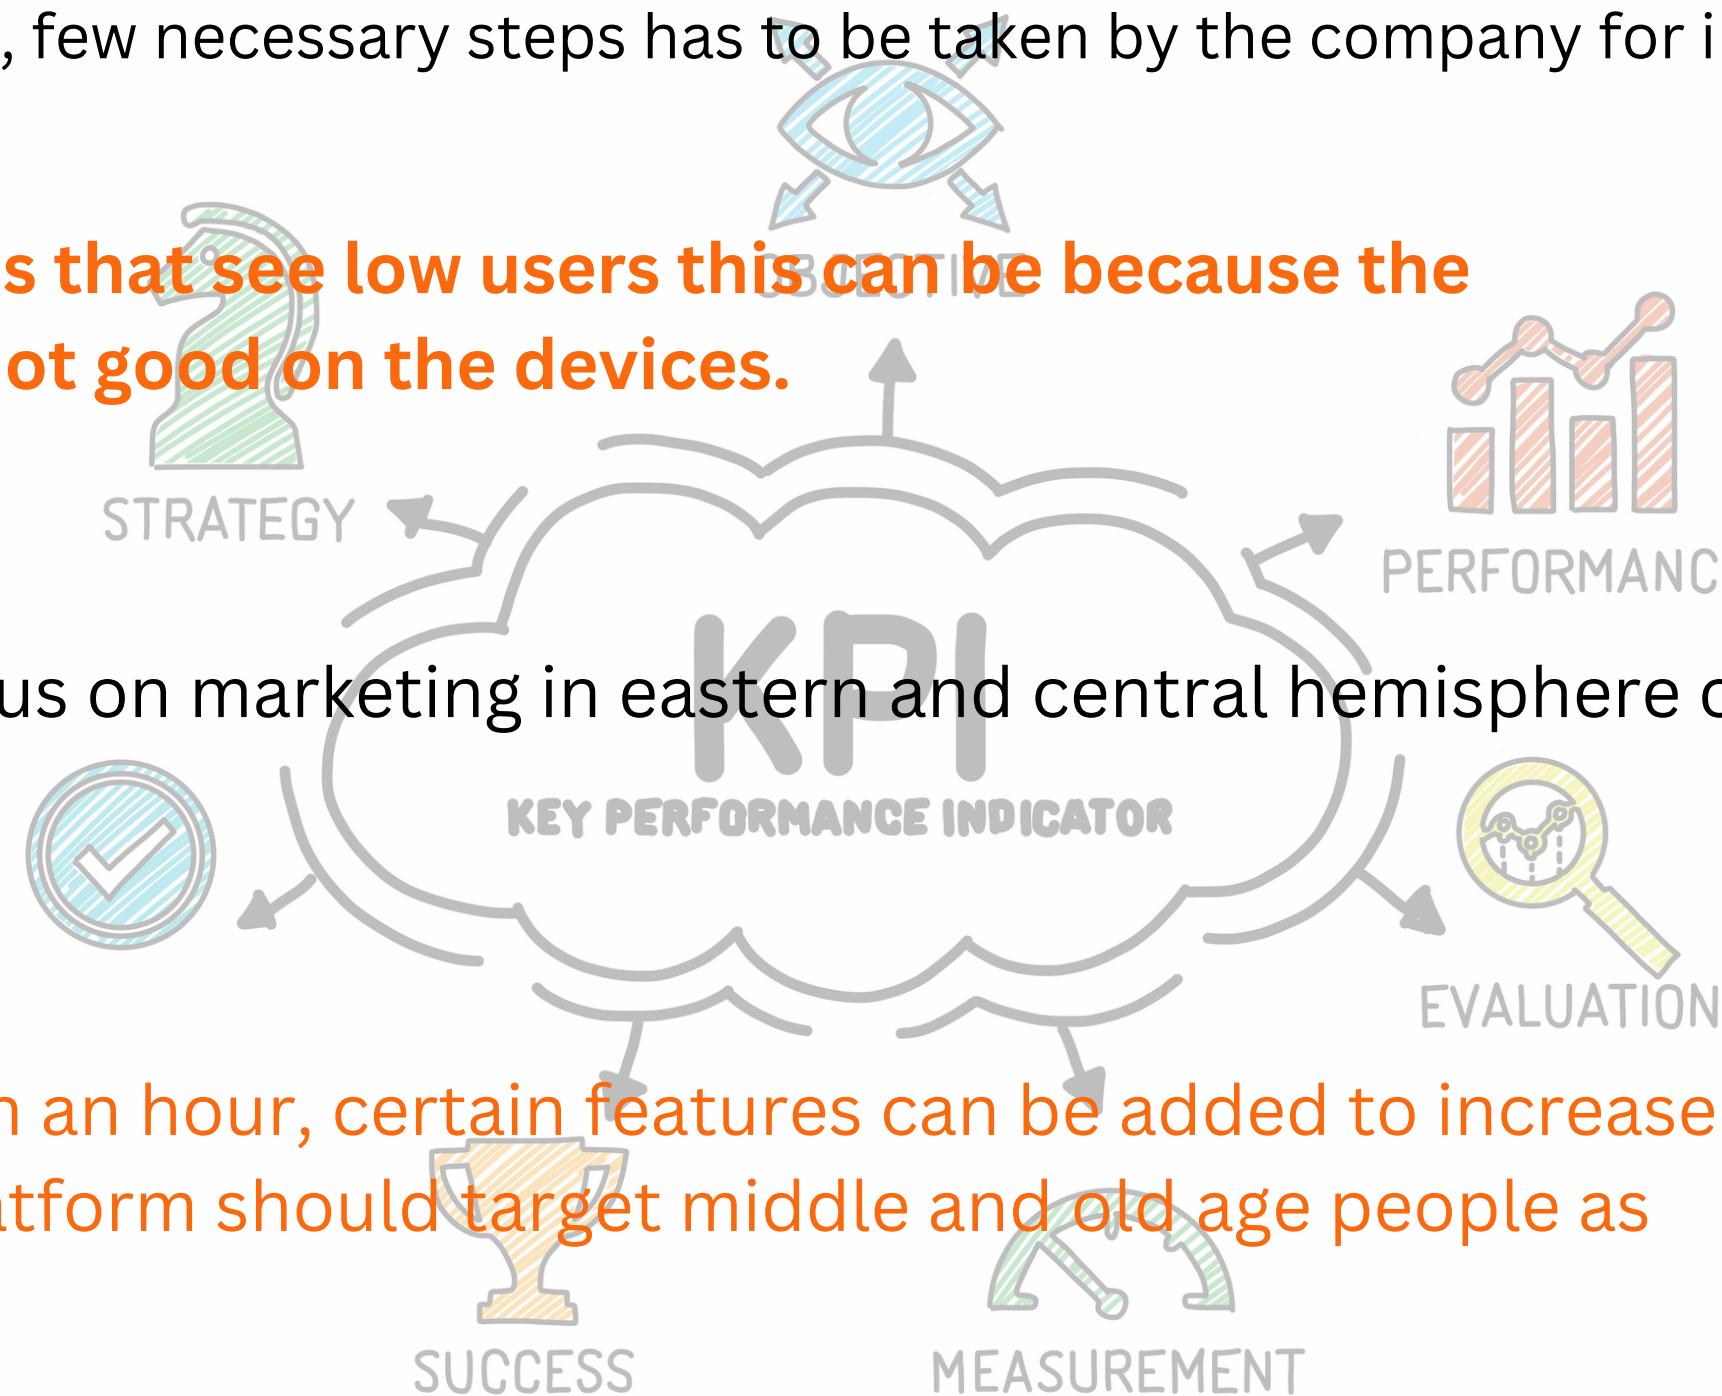 , few necessary steps has to be taken by the company for i
s that see low users this can be because the
OBJECTIVE
ot good on the devices.
STRATEGY
PERFORMANC
KPI
us on marketing in eastern and central hemisphere
KEY PERFORMANCE INDICATOR
EVALUATION
n an hour, certain features can be added to increase
atform should target middle and old age people as
SUCCESS
MEASUREMENT